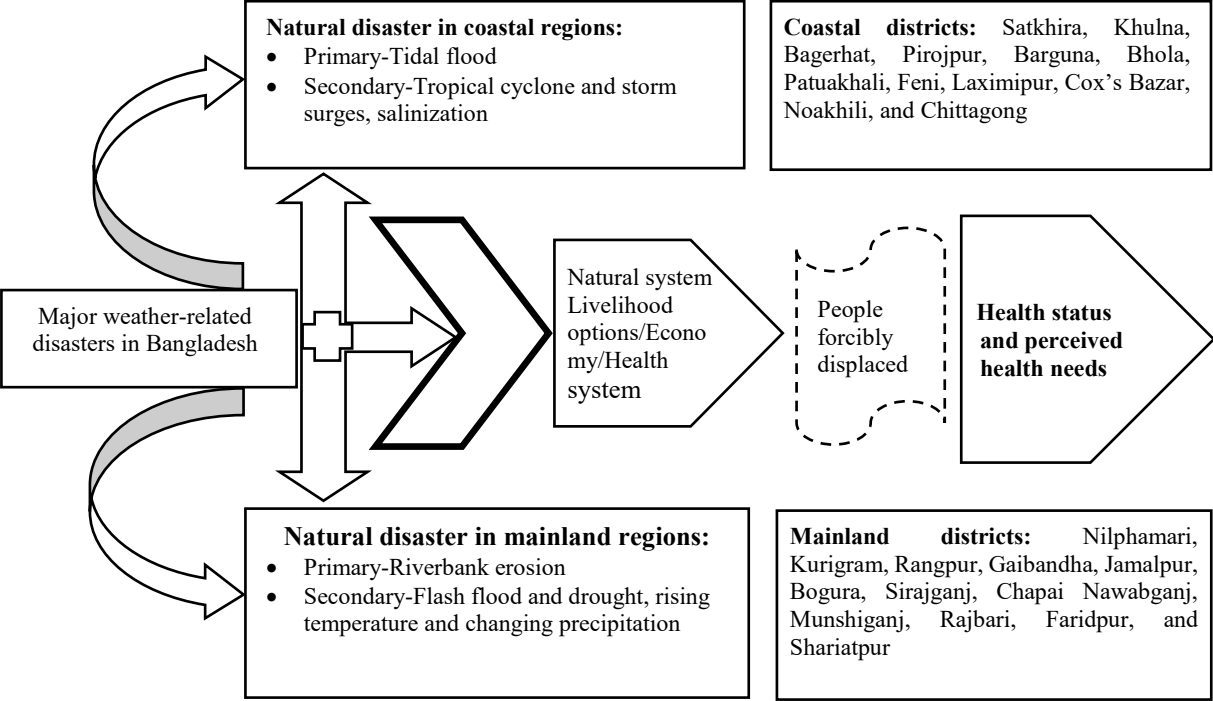 Natural disaster in coastal regions:
• Primary-Tidal flood
• Secondary-Tropical cyclone and storm
surges, salinization
Coastal districts: Satkhira, Khulna,
Bagerhat, Pirojpur, Barguna, Bhola,
Patuakhali, Feni, Laximipur, Cox’s Bazar,
Noakhili, and Chittagong
Major weather-related
disasters in Bangladesh
Natural system
Livelihood
options/Econo
my/Health
system
People
forcibly
displaced
Health status
and perceived
health needs
Natural disaster in mainland regions:
• Primary-Riverbank erosion
• Secondary-Flash flood and drought, rising
temperature and changing precipitation
Mainland districts: Nilphamari,
Kurigram, Rangpur, Gaibandha, Jamalpur,
Bogura, Sirajganj, Chapai Nawabganj,
Munshiganj, Rajbari, Faridpur, and
Shariatpur